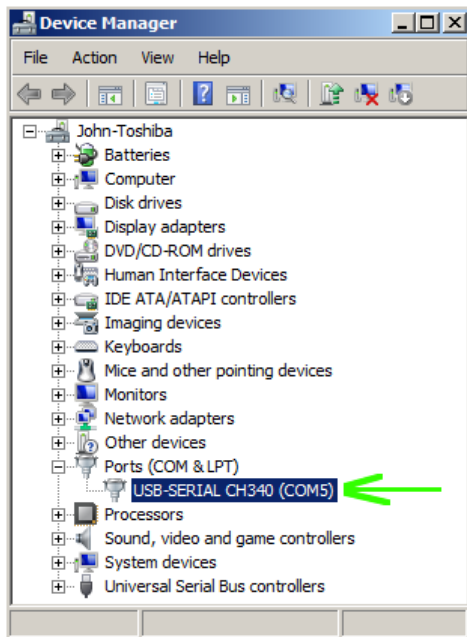 Device Manager
File Action View Help
John-Toshiba
Batteries
Computer
Disk drives
Display adapters
DVD/CD-ROM drives
Human Interface Devices
IDE ATA/ATAPI controllers
Imaging devices
Keyboards
Mice and other pointing devices
Monitors
Network adapters
Other devices
Ports (COM & LPT)
USB-SERIAL CH340 (COM5)
Processors
Sound, video and game controllers
System devices
Universal Serial Bus controllers